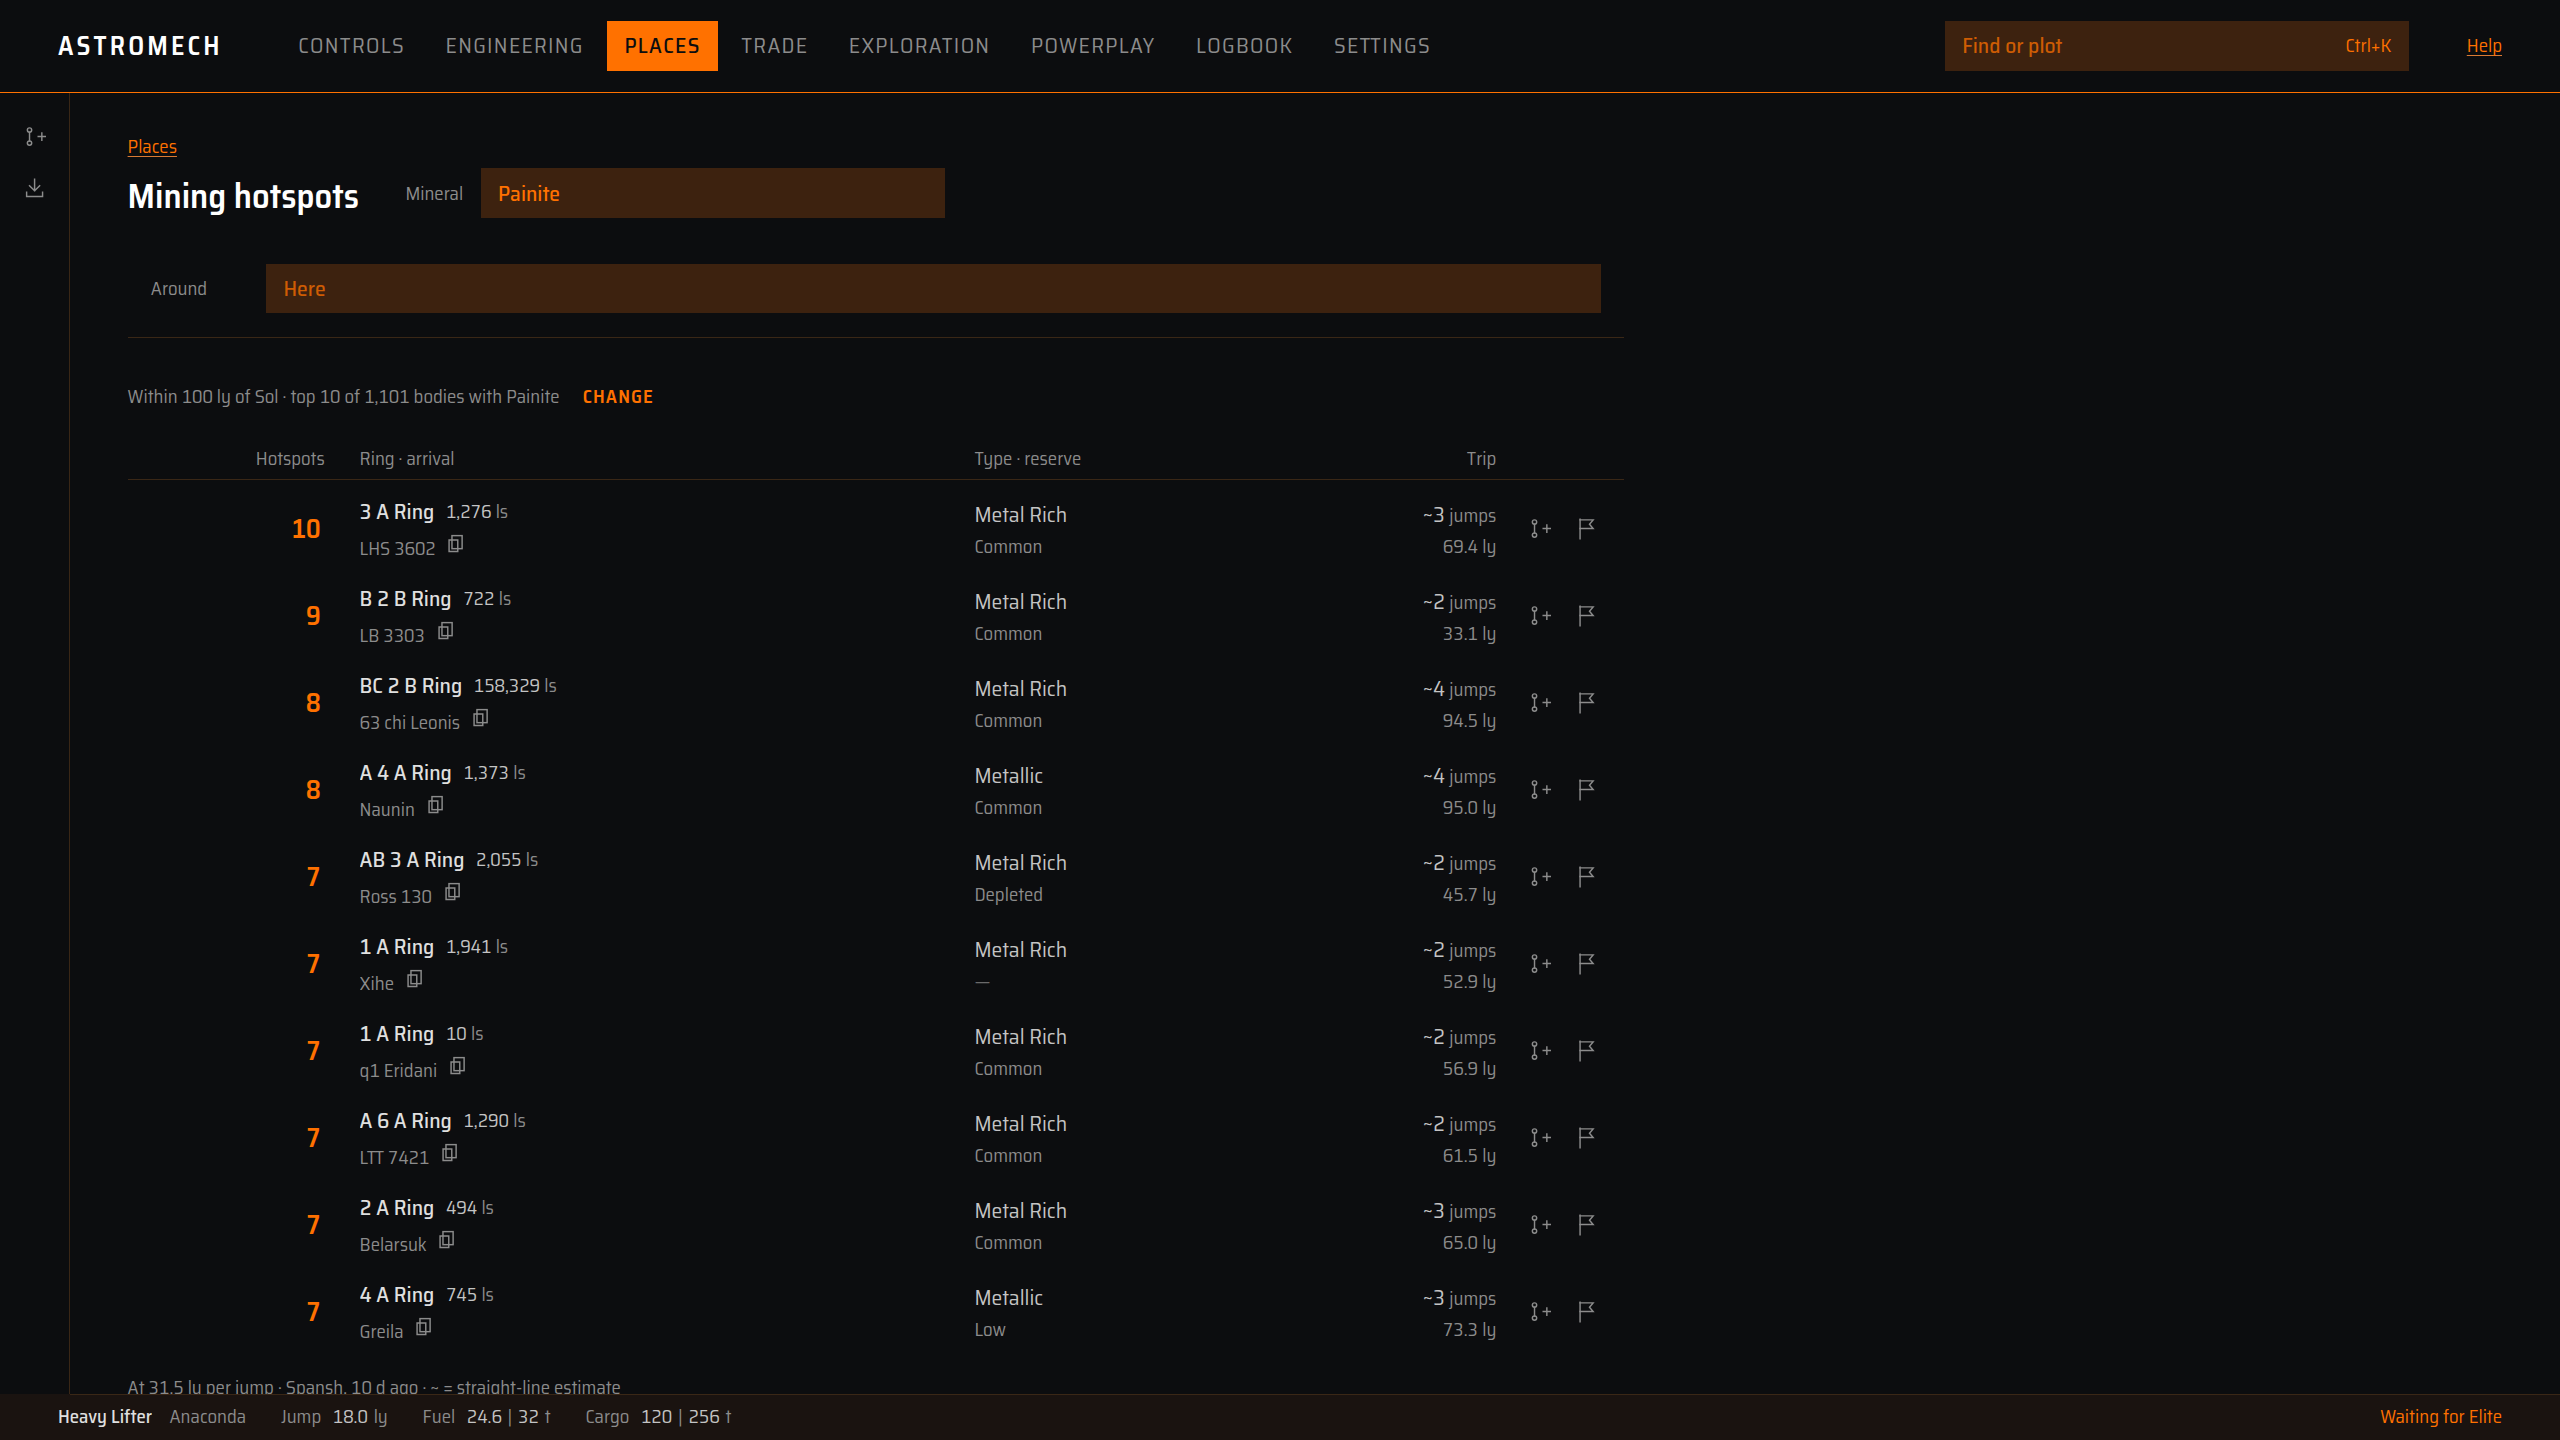 ASTROMECH CONTROLS ENGINEERING PLACES TRADE EXPLORATION POWERPLAY LOGBOOK SETTINGS Find or plot Ctrl+K Help
Places
Mining hotspots Mineral Painite
Around Here
Within 100 ly of Sol · top 10 of 1,101 bodies with Painite CHANGE
Hotspots Ring · arrival Type · reserve Trip
10 3 A Ring 1,276 ls Metal Rich ~3 jumps
LHS 3602 Common 69.4 ly
9 B 2 B Ring 722 ls Metal Rich ~2 jumps
LB 3303 Common 33.1 ly
8 BC 2 B Ring 158,329 ls Metal Rich ~4 jumps
63 chi Leonis Common 94.5 ly
8 A 4 A Ring 1,373 ls Metallic ~4 jumps
Naunin Common 95.0 ly
7 AB 3 A Ring 2,055 ls Metal Rich ~2 jumps
Ross 130 Depleted 45.7 ly
7 1 A Ring 1,941 ls Metal Rich ~2 jumps
Xihe — 52.9 ly
7 1 A Ring 10 ls Metal Rich ~2 jumps
q1 Eridani Common 56.9 ly
7 A 6 A Ring 1,290 ls Metal Rich ~2 jumps
LTT 7421 Common 61.5 ly
7 2 A Ring 494 ls Metal Rich ~3 jumps
Belarsuk Common 65.0 ly
7 4 A Ring 745 ls Metallic ~3 jumps
Greila Low 73.3 ly
At 31.5 ly per jump · Spansh, 10 d ago · ~ = straight-line estimate
Heavy Lifter Anaconda Jump 18.0 ly Fuel 24.6 | 32 t Cargo 120 | 256 t Waiting for Elite